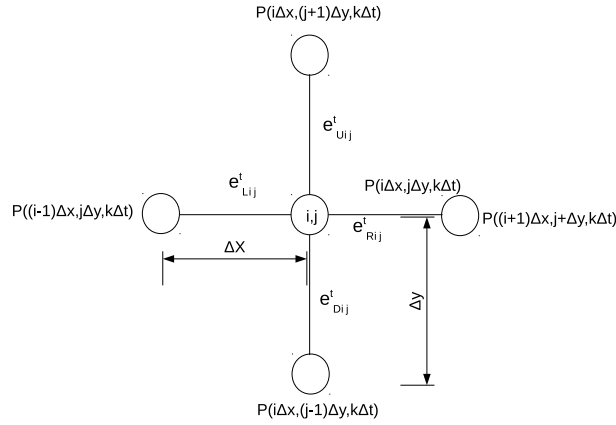 P(iΔx,(j+1)Δy,kΔt)
e^t_Uij
e^t_Lij
P(iΔx,jΔy,kΔt)
P((i-1)Δx,jΔy,kΔt)
i,j
P((i+1)Δx,j+Δy,kΔt)
e^t_Rij
ΔX
Δy
e^t_Dij
P(iΔx,(j-1)Δy,kΔt)